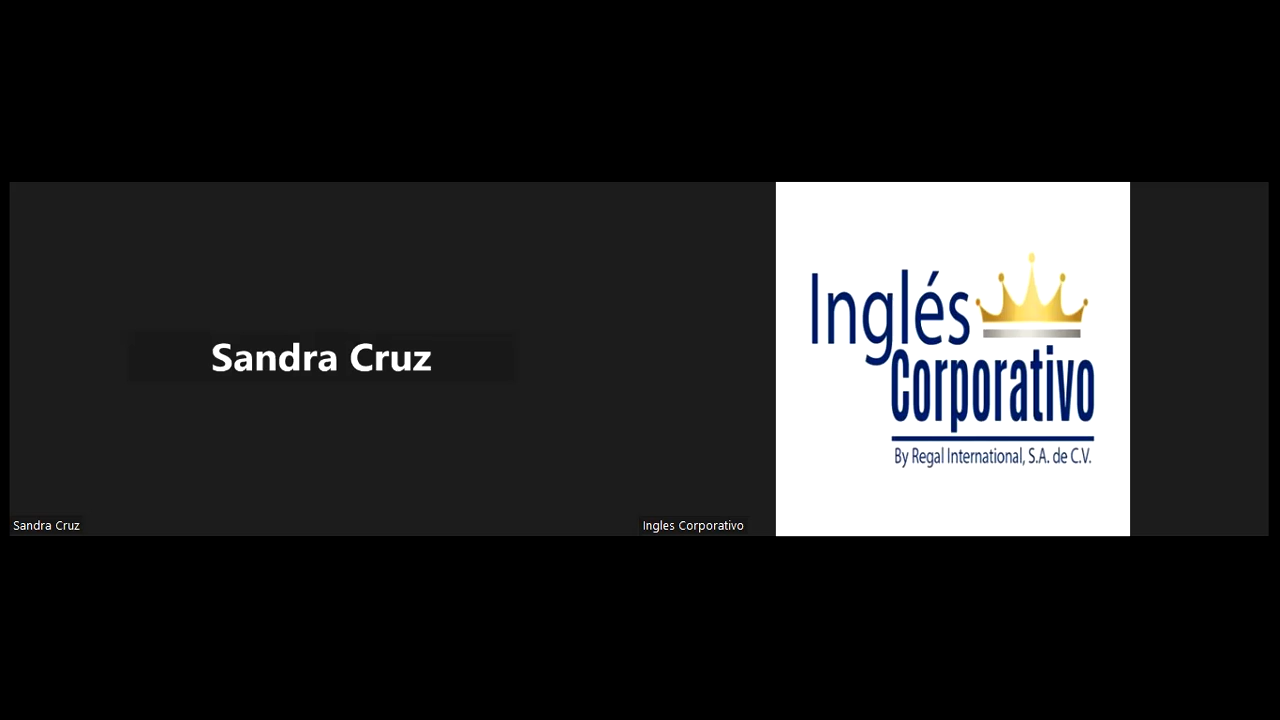 Sandra Cruz
Sandra Cruz
Inglés
Corporativo
By Regal International, S.A. de C.V.
Ingles Corporativo